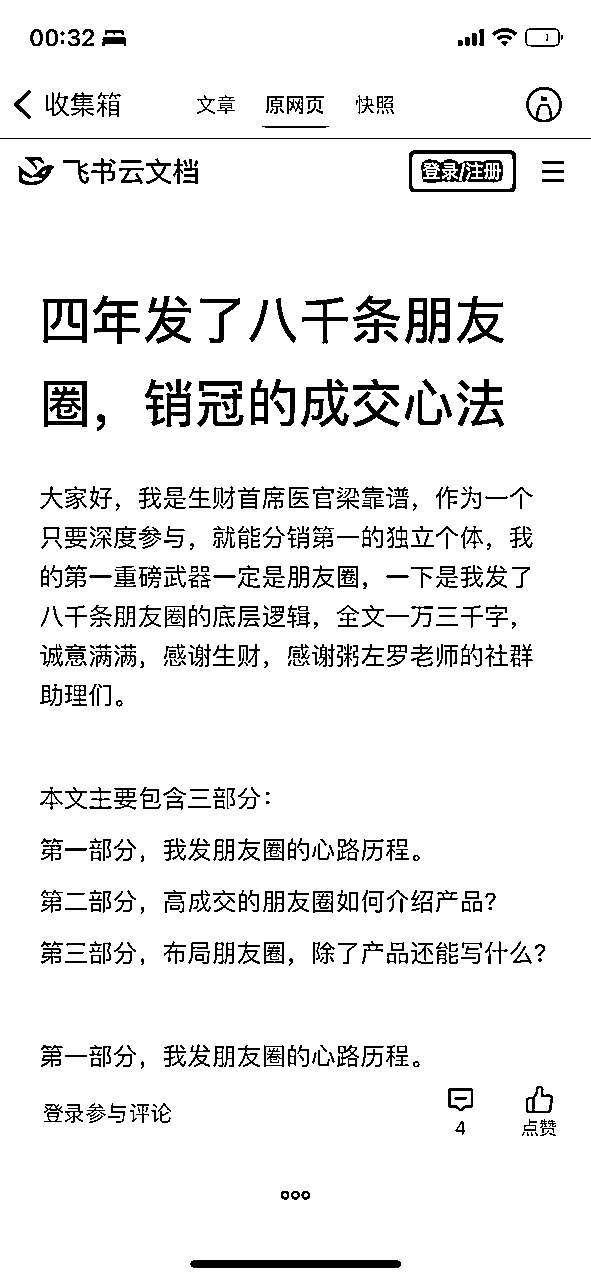 00:32
收集箱
文章 原网页 快照
飞书云文档
登录/注册
四年发了八千条朋友
圈，销冠的成交心法
大家好，我是生财首席医官梁靠谱，作为一个
只要深度参与，就能分销第一的独立个体，我
的第一重磅武器一定是朋友圈，一下是我发了
八千条朋友圈的底层逻辑，全文一万三千字，
诚意满满，感谢生财，感谢粥左罗老师的社群
助理们。
本文主要包含三部分：
第一部分，我发朋友圈的心路历程。
第二部分，高成交的朋友圈如何介绍产品？
第三部分，布局朋友圈，除了产品还能写什么？
第一部分，我发朋友圈的心路历程。
登录参与评论
4
点赞